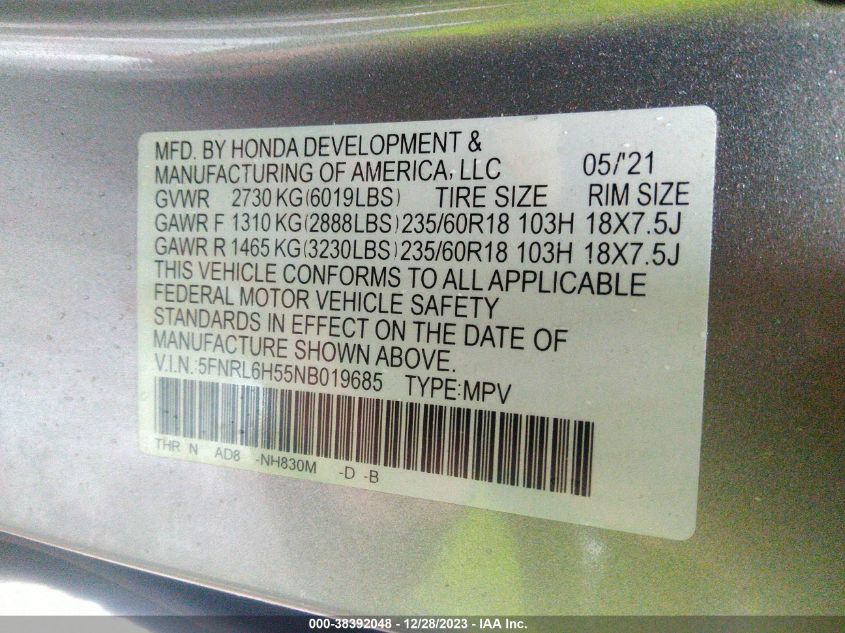 MFD. BY HONDA DEVELOPMENT &
MANUFACTURING OF AMERICA, LLC 05/'21
GVWR 2730 KG(6019LBS) TIRE SIZE RIM SIZE
GAWR F 1310 KG(2888LBS) 235/60R18 103H 18X7.5J
GAWR R 1465 KG(3230LBS) 235/60R18 103H 18X7.5J
THIS VEHICLE CONFORMS TO ALL APPLICABLE
FEDERAL MOTOR VEHICLE SAFETY
STANDARDS IN EFFECT ON THE DATE OF
MANUFACTURE SHOWN ABOVE.
V.I.N.:5FNRL6H55NB019685 TYPE:MPV
THR N AD8 -NH830M -D -B
000-38392048 - 12/28/2023 - IAA Inc.